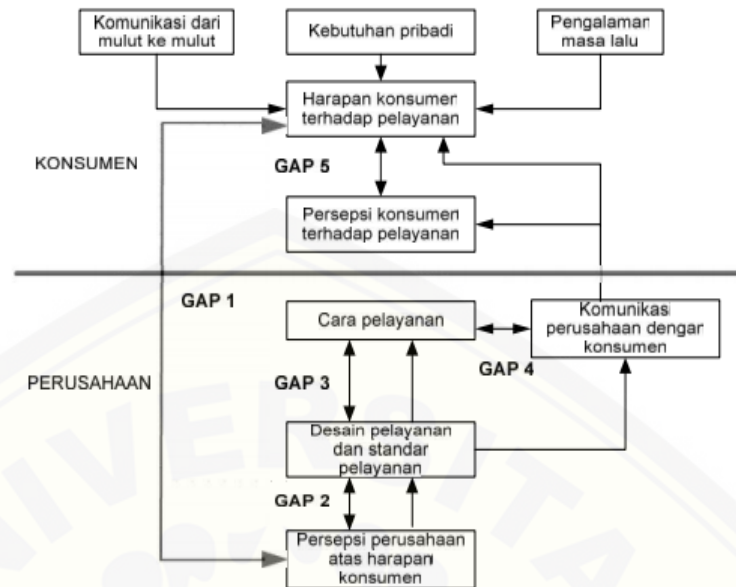 Komunikasi dari
mulut ke mulut
Kebutuhan pribadi
Pengalaman
masa lalu
Harapan konsumen
terhadap pelayanan
KONSUMEN
GAP 5
Persepsi konsumen
terhadap pelayanan
GAP 1
Cara pelayanan
Komunikasi
perusahaan dengan
konsumen
PERUSAHAAN
GAP 3
GAP 4
Desain pelayanan
dan standar
pelayanan
GAP 2
Persepsi perusahaan
atas harapan
konsumen
UNIVERSITA